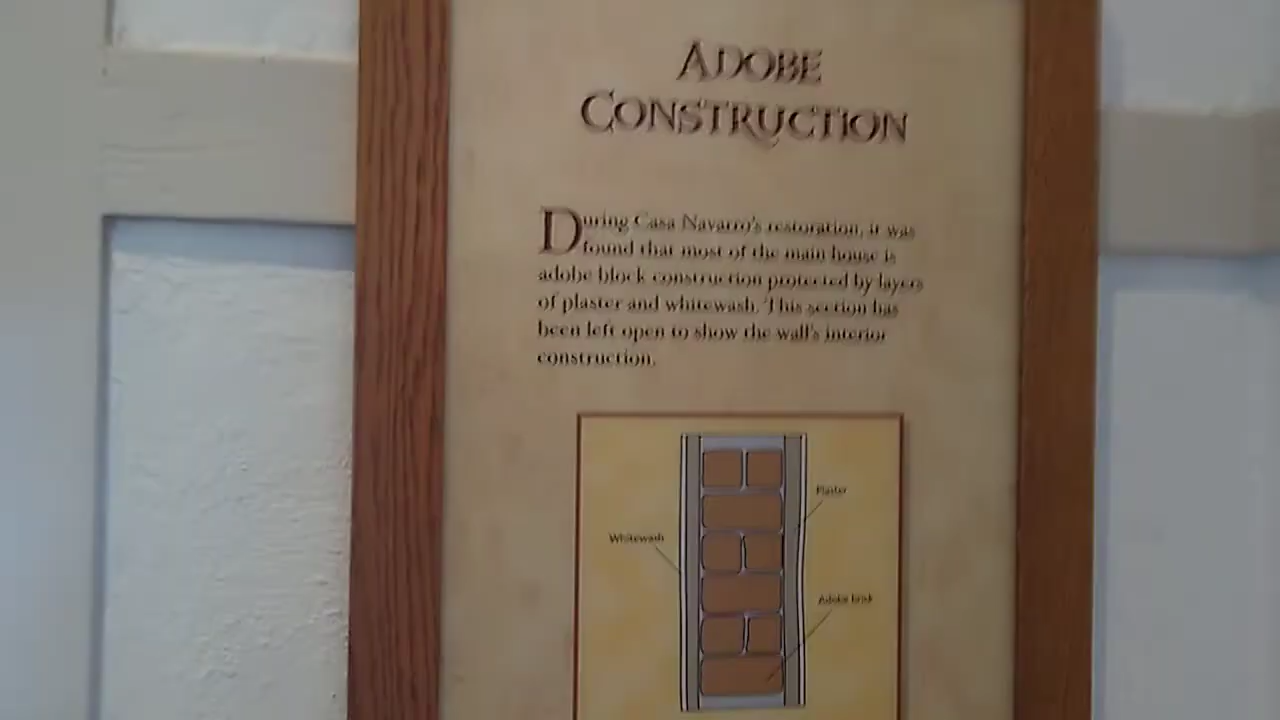 ADOBE
CONSTRUCTION
During Casa Navarro's restoration, it was
found that most of the main house is
adobe block construction protected by layers
of plaster and whitewash. This section has
been left open to show the wall's interior
construction.
Plaster
Whitewash
Adobe brick